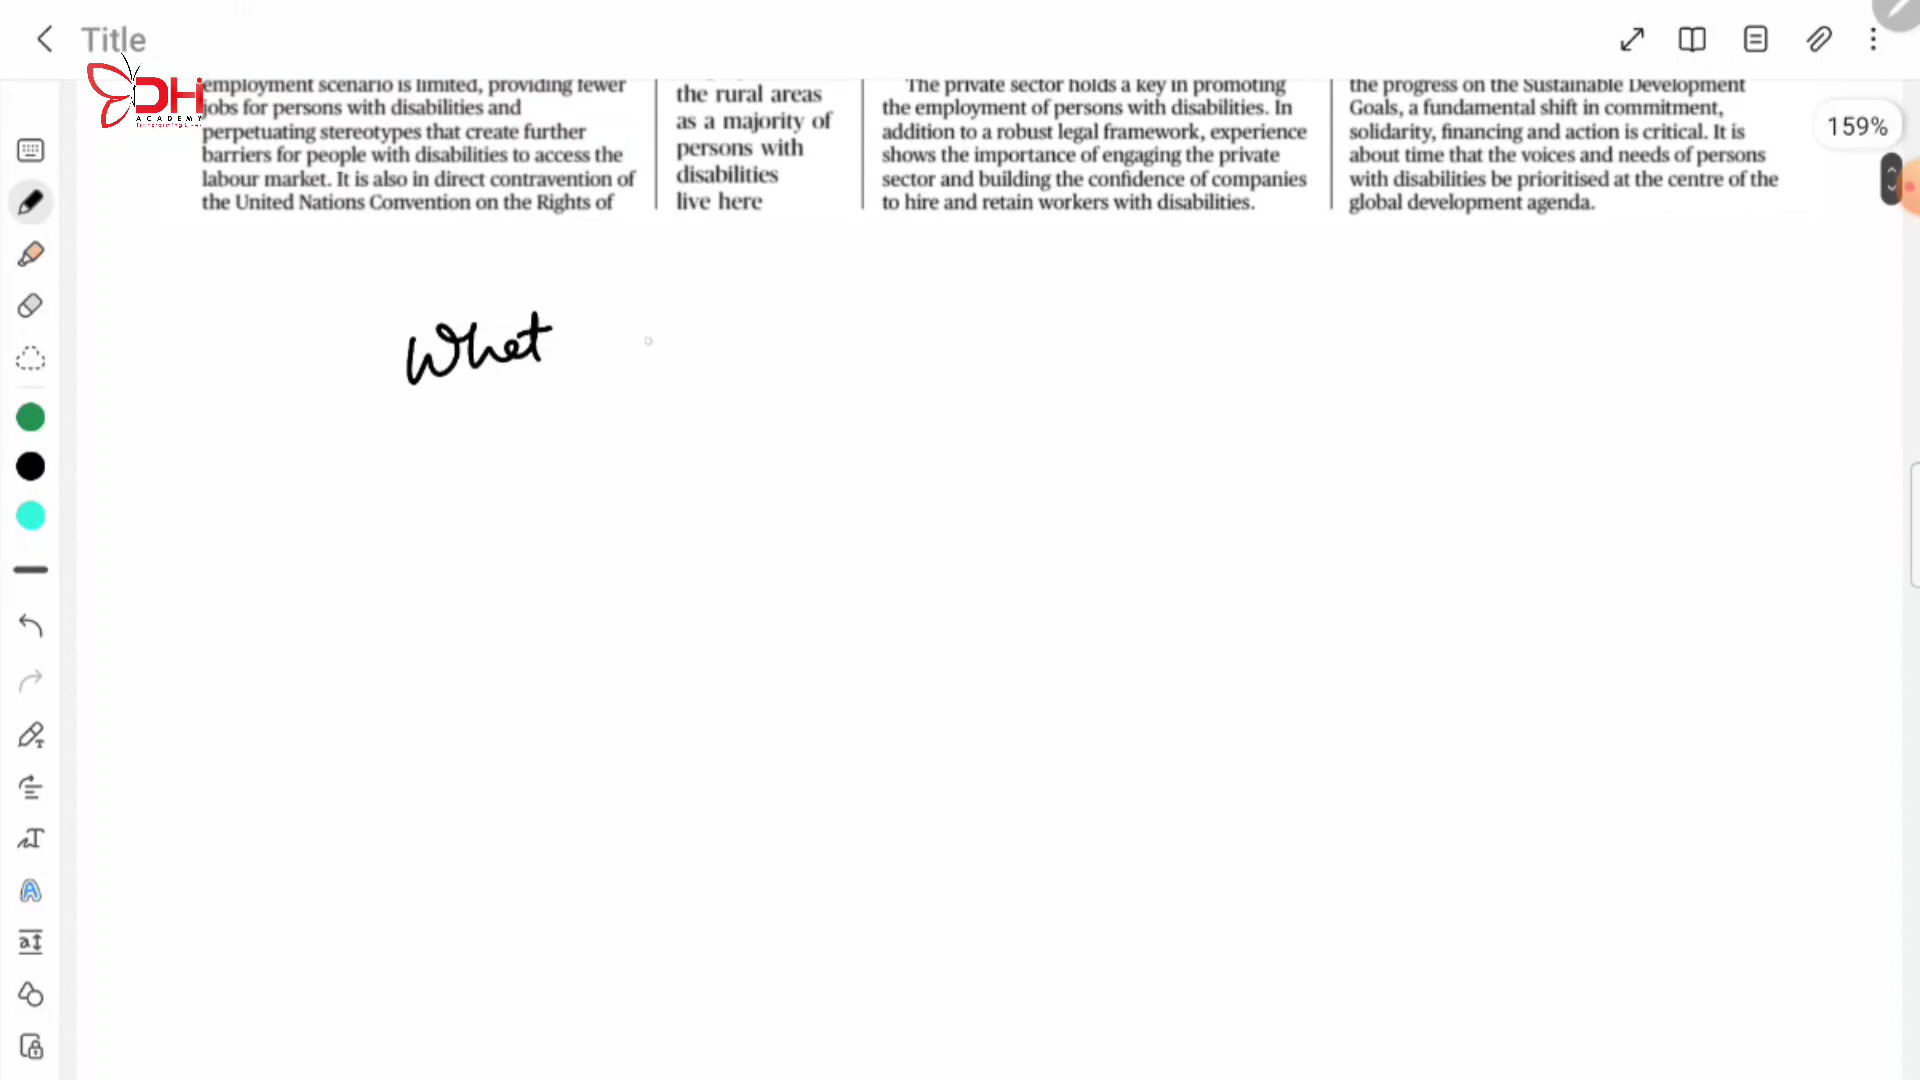 Title
DHI
ACADEMY
159%
employment scenario is limited, providing fewer
jobs for persons with disabilities and
perpetuating stereotypes that create further
barriers for people with disabilities to access the
labour market. It is also in direct contravention of
the United Nations Convention on the Rights of
the rural areas
as a majority of
persons with
disabilities
live here
The private sector holds a key in promoting
the employment of persons with disabilities. In
addition to a robust legal framework, experience
shows the importance of engaging the private
sector and building the confidence of companies
to hire and retain workers with disabilities.
the progress on the Sustainable Development
Goals, a fundamental shift in commitment,
solidarity, financing and action is critical. It is
about time that the voices and needs of persons
with disabilities be prioritised at the centre of the
global development agenda.
What